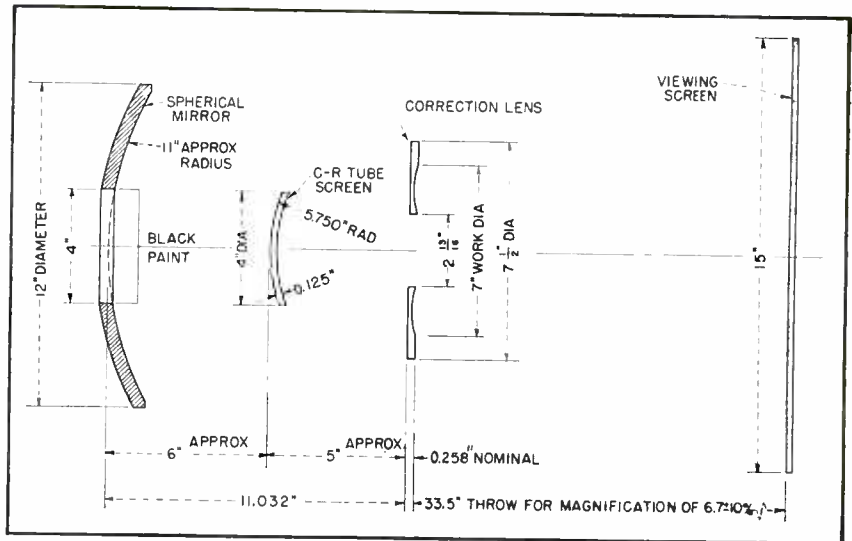 SPHERICAL
MIRROR
11" APPROX
RADIUS
CORRECTION LENS
VIEWING
SCREEN
C-R TUBE
SCREEN
5.750" RAD
12" DIAMETER
4"
BLACK
PAINT
4" DIA
0.125"
2 13/16"
7" WORK DIA
7 1/2" DIA
15"
6" APPROX
5" APPROX
0.258" NOMINAL
11.032"
33.5" THROW FOR MAGNIFICATION OF 6.7±10%